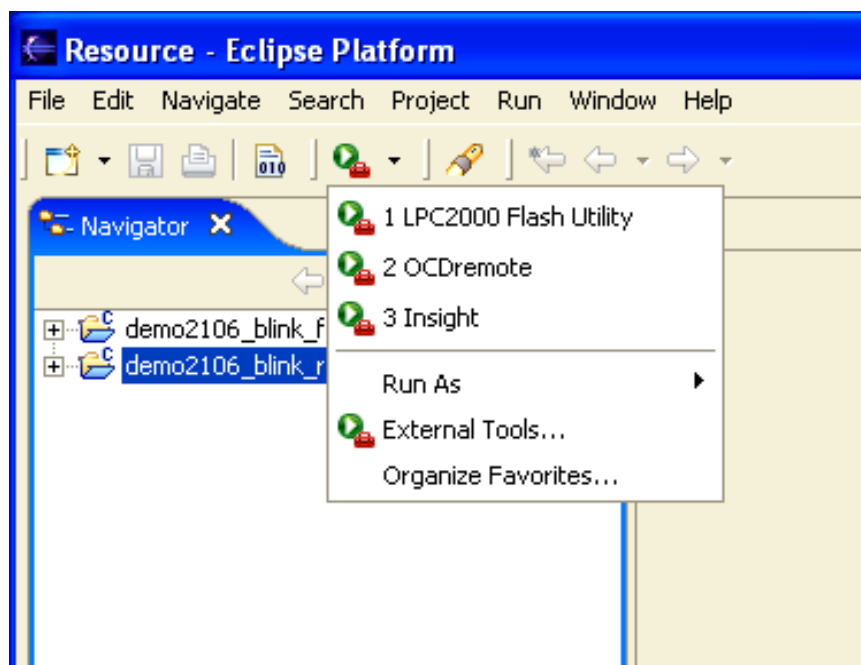 Resource - Eclipse Platform
File Edit Navigate Search Project Run Window Help
010
Navigator
1 LPC2000 Flash Utility
2 OCDremote
3 Insight
Run As
External Tools...
Organize Favorites...
C demo2106_blink_f
C demo2106_blink_r